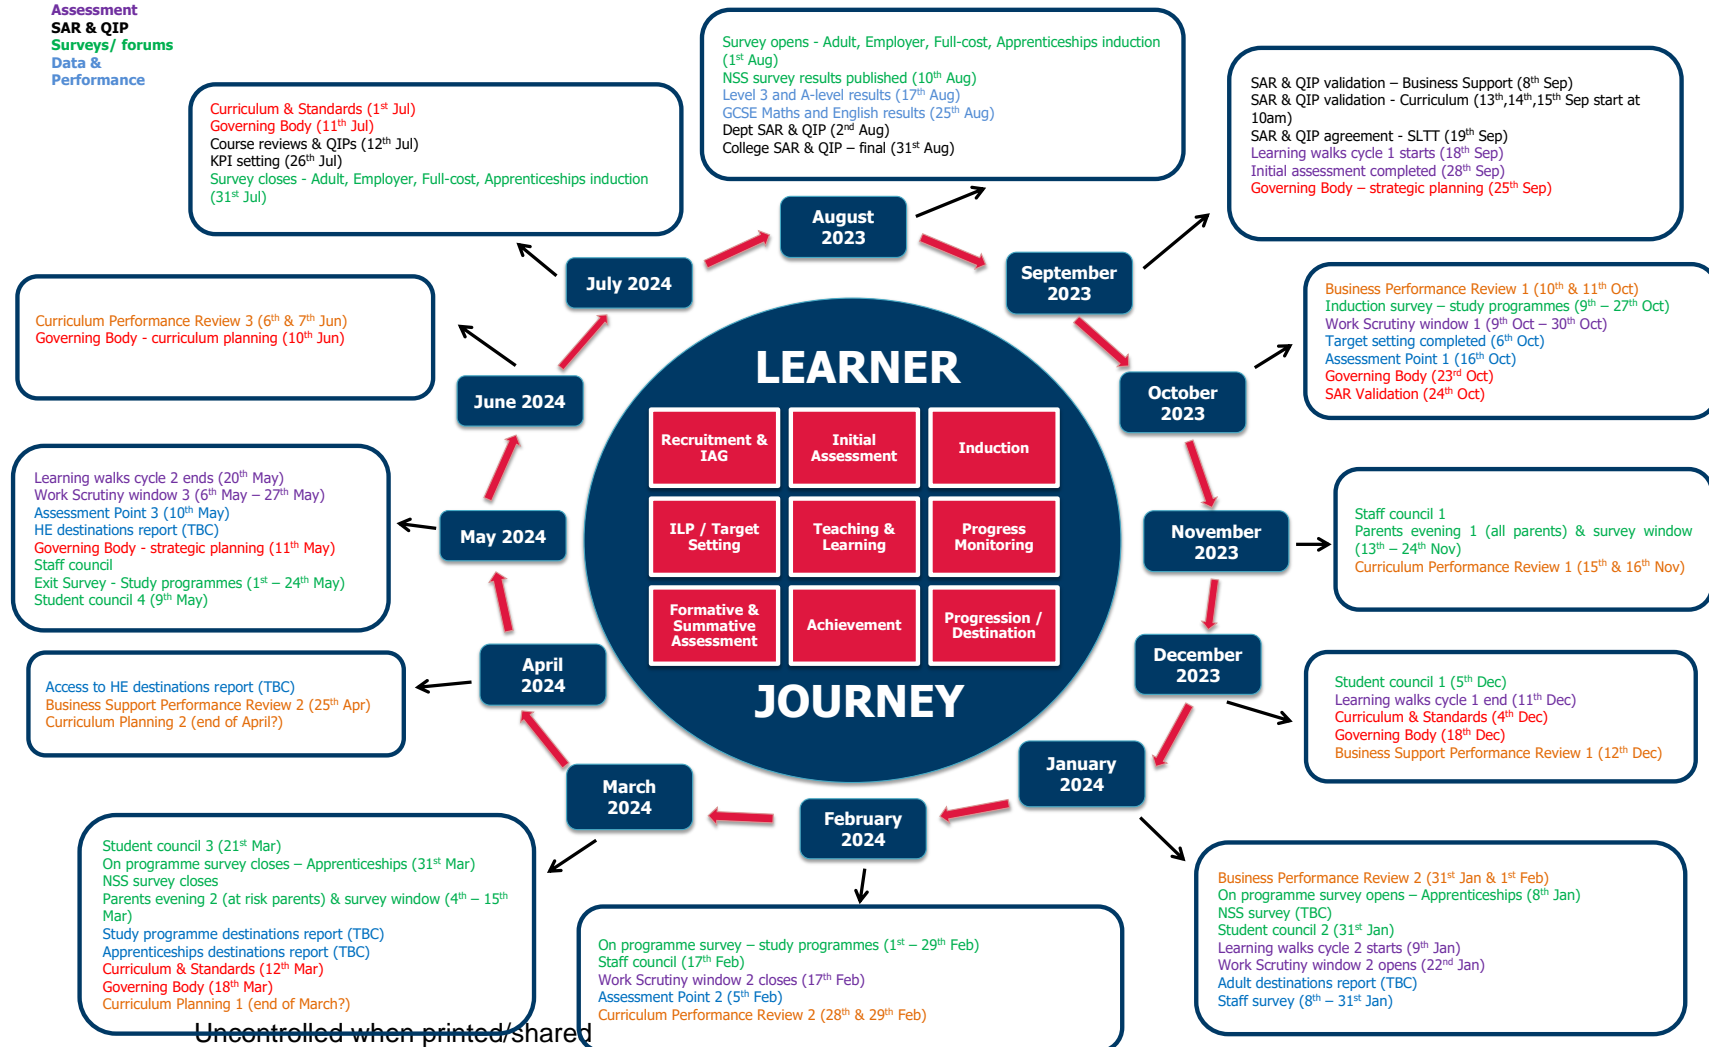 Assessment
SAR & QIP
Surveys/ forums
Data &
Performance
Survey opens - Adult, Employer, Full-cost, Apprenticeships induction
(1st Aug)
NSS survey results published (10th Aug)
Level 3 and A-level results (17th Aug)
GCSE Maths and English results (25th Aug)
Dept SAR & QIP (2nd Aug)
College SAR & QIP – final (31st Aug)
SAR & QIP validation – Business Support (8th Sep)
SAR & QIP validation - Curriculum (13th,14th,15th Sep start at
10am)
SAR & QIP agreement - SLTT (19th Sep)
Learning walks cycle 1 starts (18th Sep)
Initial assessment completed (28th Sep)
Governing Body – strategic planning (25th Sep)
Curriculum & Standards (1st Jul)
Governing Body (11th Jul)
Course reviews & QIPs (12th Jul)
KPI setting (26th Jul)
Survey closes - Adult, Employer, Full-cost, Apprenticeships induction
(31st Jul)
August
2023
September
2023
July 2024
Business Performance Review 1 (10th & 11th Oct)
Induction survey – study programmes (9th – 27th Oct)
Work Scrutiny window 1 (9th Oct – 30th Oct)
Target setting completed (6th Oct)
Assessment Point 1 (16th Oct)
Governing Body (23rd Oct)
SAR Validation (24th Oct)
Curriculum Performance Review 3 (6th & 7th Jun)
Governing Body - curriculum planning (10th Jun)
June 2024
October
2023
LEARNER
Recruitment &
IAG
Initial
Assessment
Induction
ILP / Target
Setting
Teaching &
Learning
Progress
Monitoring
Formative &
Summative
Assessment
Achievement
Progression /
Destination
JOURNEY
Learning walks cycle 2 ends (20th May)
Work Scrutiny window 3 (6th May – 27th May)
Assessment Point 3 (10th May)
HE destinations report (TBC)
Governing Body - strategic planning (11th May)
Staff council
Exit Survey - Study programmes (1st – 24th May)
Student council 4 (9th May)
May 2024
November
2023
Staff council 1
Parents evening 1 (all parents) & survey window
(13th – 24th Nov)
Curriculum Performance Review 1 (15th & 16th Nov)
April
2024
December
2023
Access to HE destinations report (TBC)
Business Support Performance Review 2 (25th Apr)
Curriculum Planning 2 (end of April?)
Student council 1 (5th Dec)
Learning walks cycle 1 end (11th Dec)
Curriculum & Standards (4th Dec)
Governing Body (18th Dec)
Business Support Performance Review 1 (12th Dec)
March
2024
February
2024
January
2024
Student council 3 (21st Mar)
On programme survey closes – Apprenticeships (31st Mar)
NSS survey closes
Parents evening 2 (at risk parents) & survey window (4th – 15th
Mar)
Study programme destinations report (TBC)
Apprenticeships destinations report (TBC)
Curriculum & Standards (12th Mar)
Governing Body (18th Mar)
Curriculum Planning 1 (end of March?)
On programme survey – study programmes (1st – 29th Feb)
Staff council (17th Feb)
Work Scrutiny window 2 closes (17th Feb)
Assessment Point 2 (5th Feb)
Curriculum Performance Review 2 (28th & 29th Feb)
Business Performance Review 2 (31st Jan & 1st Feb)
On programme survey opens – Apprenticeships (8th Jan)
NSS survey (TBC)
Student council 2 (31st Jan)
Learning walks cycle 2 starts (9th Jan)
Work Scrutiny window 2 opens (22nd Jan)
Adult destinations report (TBC)
Staff survey (8th – 31st Jan)
Uncontrolled when printed/shared